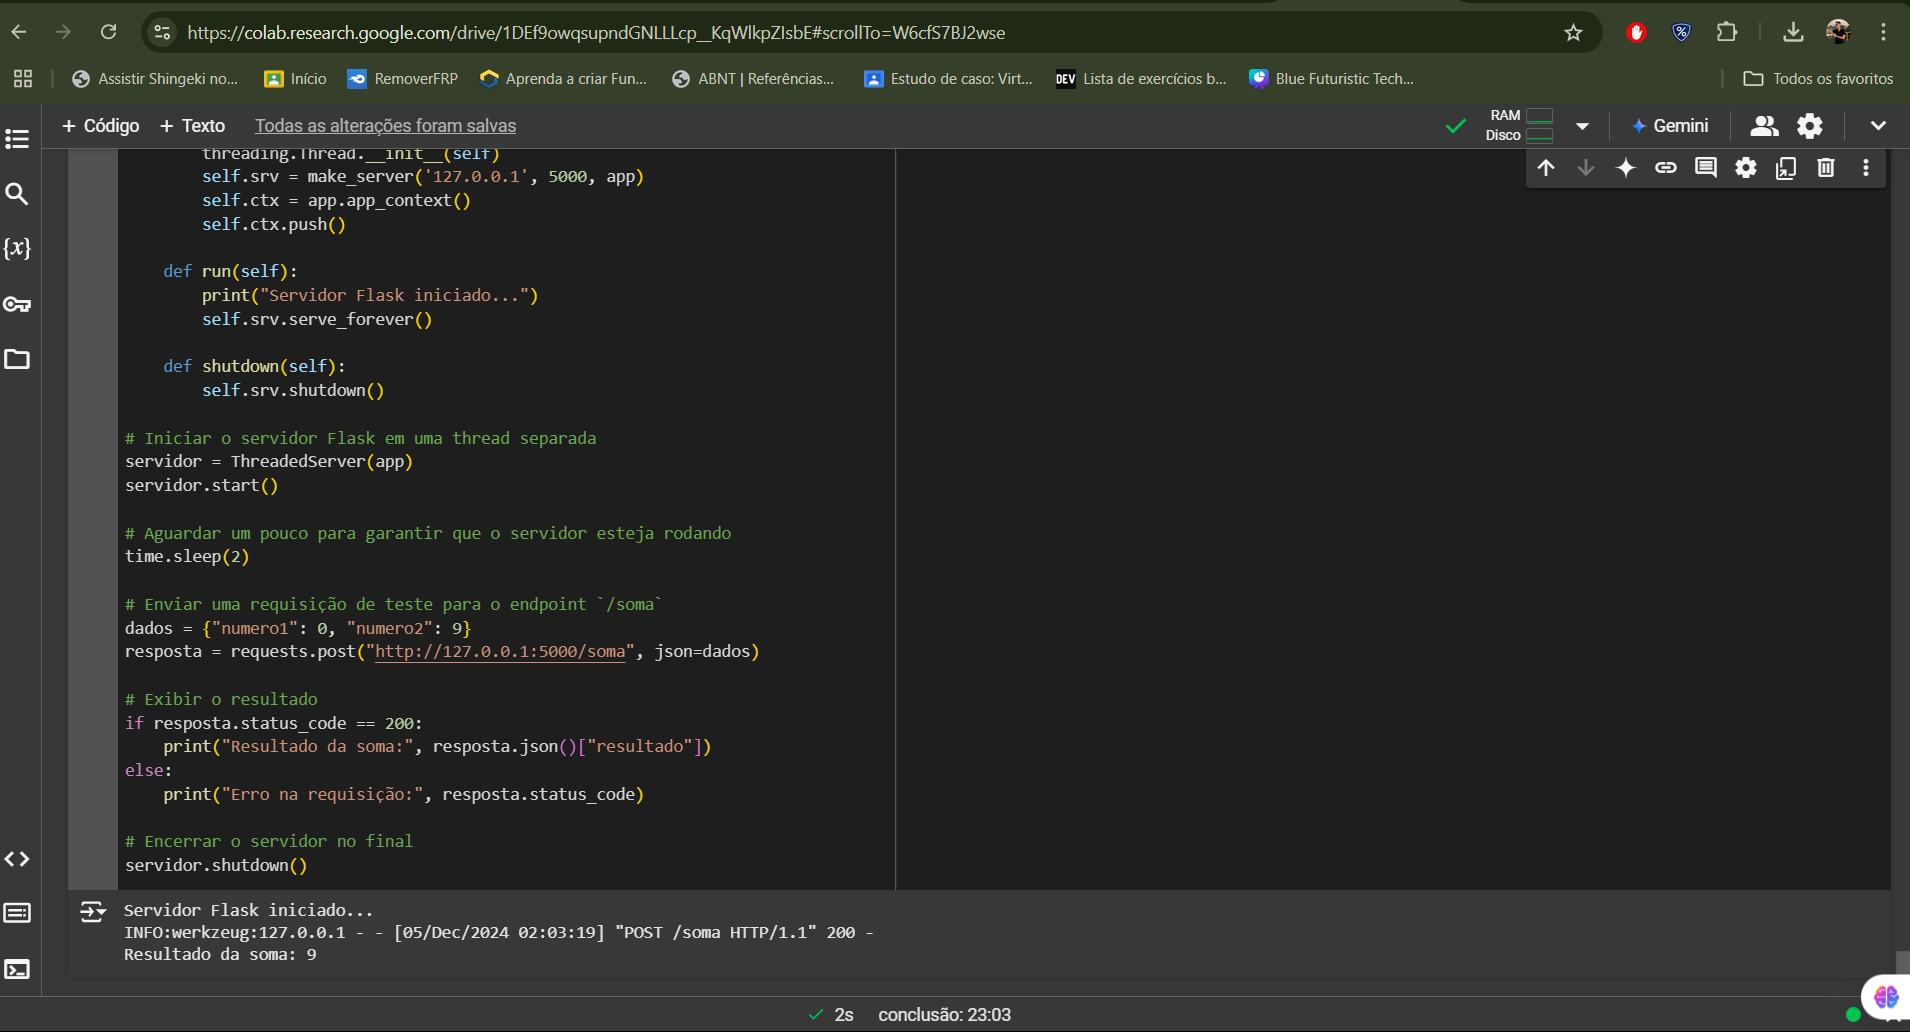 https://colab.research.google.com/drive/1DEf9owqsupndGNLLLcp__KqWlkpZIsbE#scrollTo=W6cfS7BJ2wse
Assistir Shingeki no...
Início
RemoverFRP
Aprenda a criar Fun...
ABNT | Referências...
Estudo de caso: Virt...
DEV Lista de exercícios b...
Blue Futuristic Tech...
Todos os favoritos
+ Código + Texto Todas as alterações foram salvas
RAM
Disco
Gemini
threading.Thread.__init__(self)
self.srv = make_server('127.0.0.1', 5000, app)
self.ctx = app.app_context()
self.ctx.push()
def run(self):
print("Servidor Flask iniciado...")
self.srv.serve_forever()
def shutdown(self):
self.srv.shutdown()
# Iniciar o servidor Flask em uma thread separada
servidor = ThreadedServer(app)
servidor.start()
# Aguardar um pouco para garantir que o servidor esteja rodando
time.sleep(2)
# Enviar uma requisição de teste para o endpoint `/soma`
dados = {"numero1": 0, "numero2": 9}
resposta = requests.post("http://127.0.0.1:5000/soma", json=dados)
# Exibir o resultado
if resposta.status_code == 200:
print("Resultado da soma:", resposta.json()["resultado"])
else:
print("Erro na requisição:", resposta.status_code)
# Encerrar o servidor no final
servidor.shutdown()
Servidor Flask iniciado...
INFO:werkzeug:127.0.0.1 - - [05/Dec/2024 02:03:19] "POST /soma HTTP/1.1" 200 -
Resultado da soma: 9
2s conclusão: 23:03